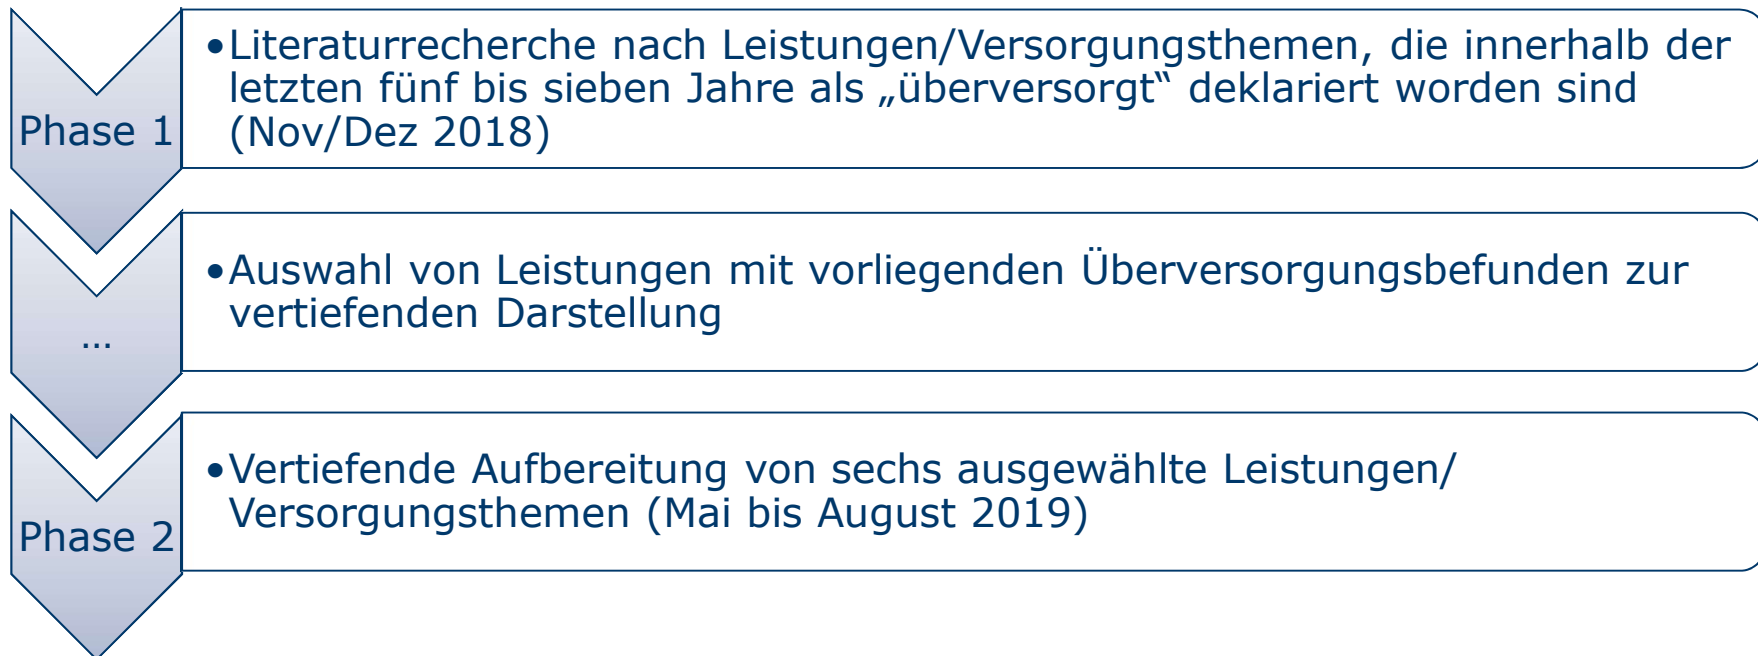 Phase 1
•Literaturrecherche nach Leistungen/Versorgungsthemen, die innerhalb der
letzten fünf bis sieben Jahre als „überversorgt“ deklariert worden sind
(Nov/Dez 2018)
…
•Auswahl von Leistungen mit vorliegenden Überversorgungsbefunden zur
vertiefenden Darstellung
Phase 2
•Vertiefende Aufbereitung von sechs ausgewählte Leistungen/
Versorgungsthemen (Mai bis August 2019)